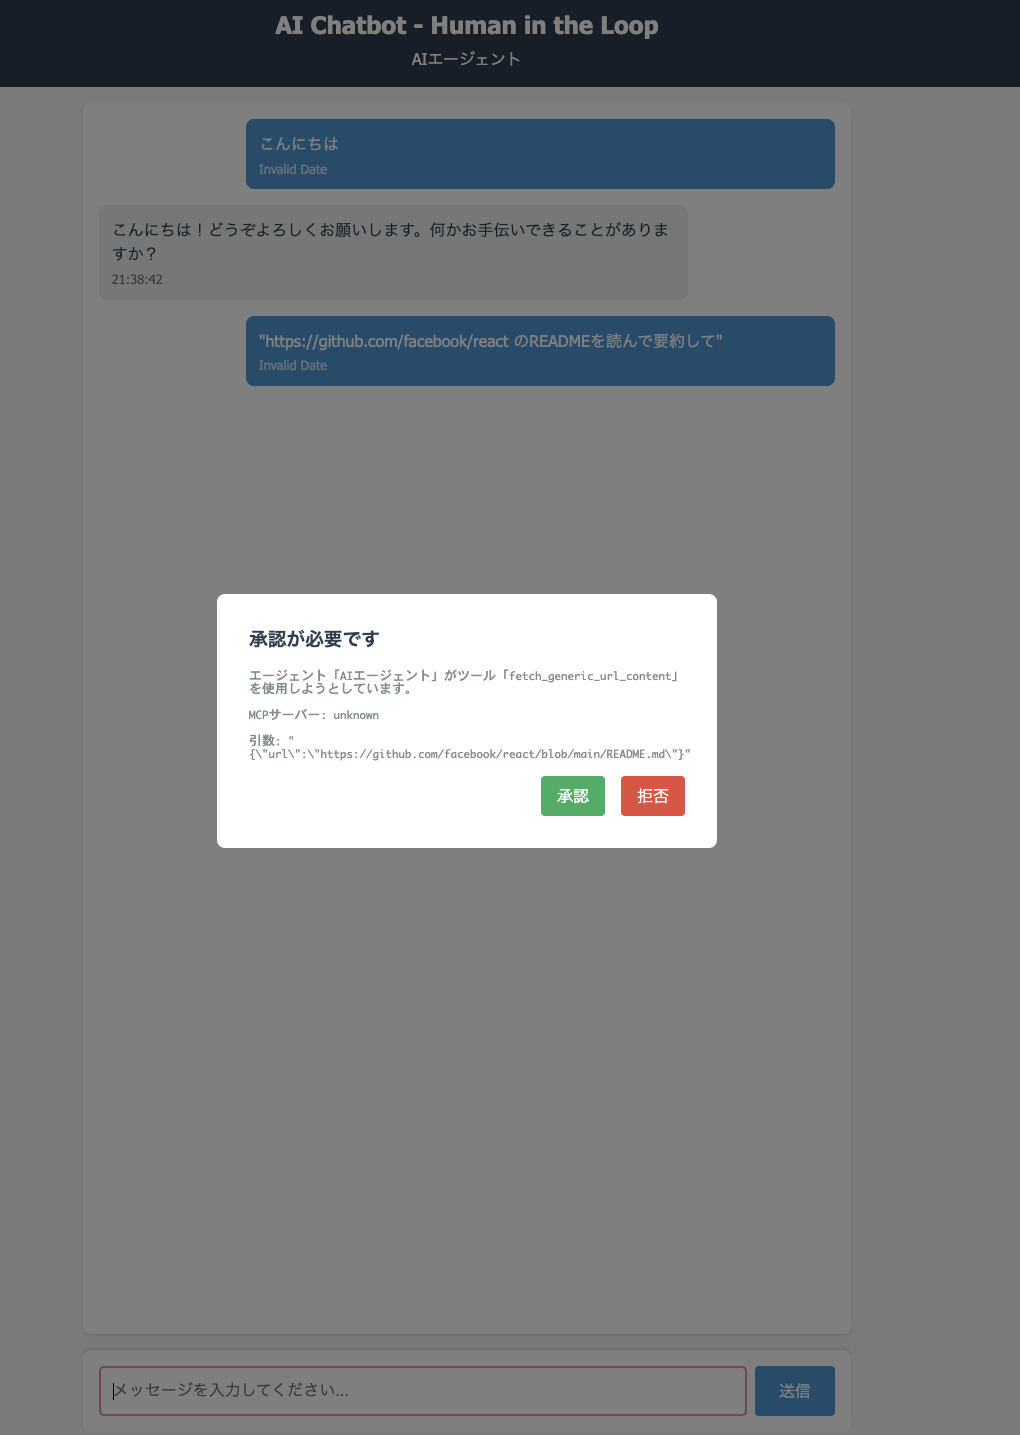 AI Chatbot - Human in the Loop
AIエージェント
こんにちは
Invalid Date
こんにちは！どうぞよろしくお願いします。何かお手伝いできることがありま
すか？
21:38:42
"https://github.com/facebook/react のREADMEを読んで要約して"
Invalid Date
承認が必要です
エージェント「AIエージェント」がツール「fetch_generic_url_content」
を使用しようとしています。
MCPサーバー: unknown
引数: "
{\"url\":\"https://github.com/facebook/react/blob/main/README.md\"}"
承認 拒否
メッセージを入力してください... 送信